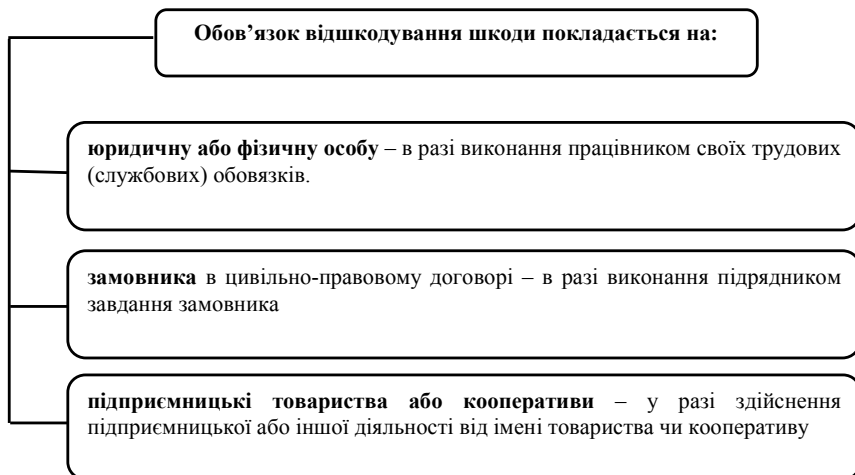 Обов’язок відшкодування шкоди покладається на:
юридичну або фізичну особу – в разі виконання працівником своїх трудових
(службових) обовязків.
замовника в цивільно-правовому договорі – в разі виконання підрядником
завдання замовника
підприємницькі товариства або кооперативи – у разі здійснення
підприємницької або іншої діяльності від імені товариства чи кооперативу